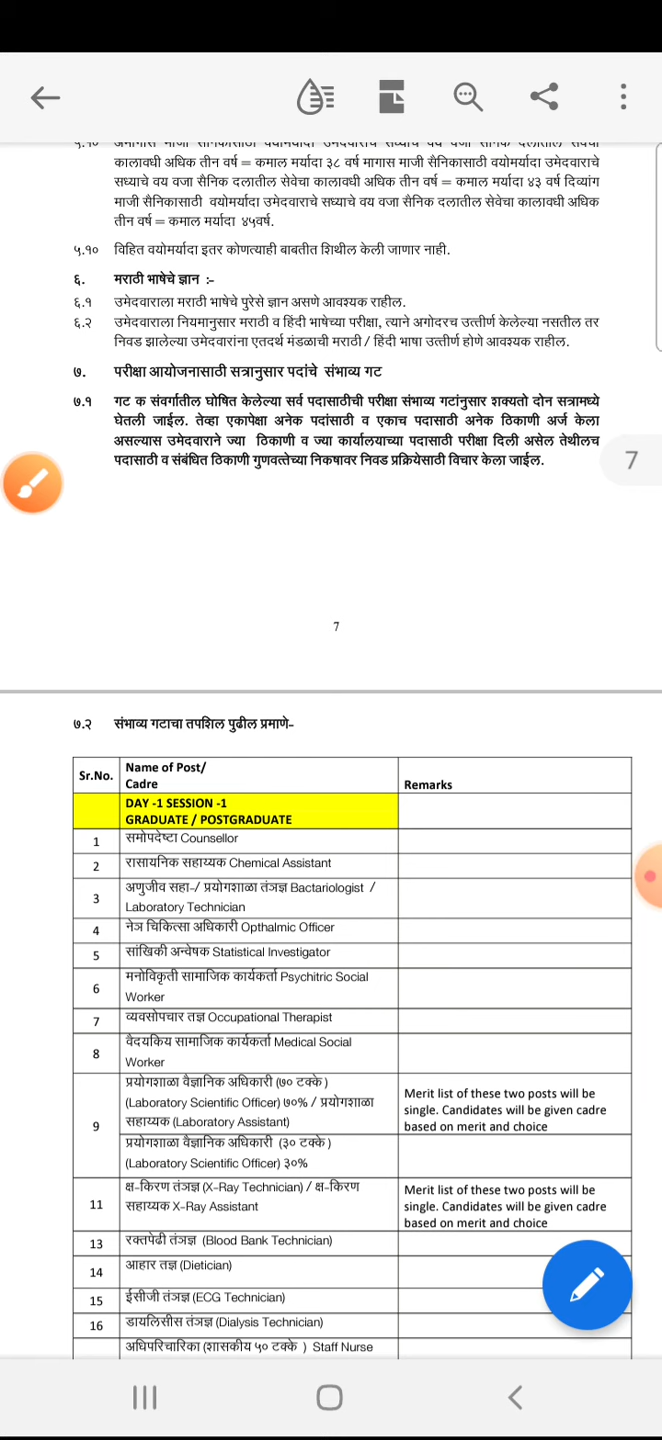 कालावधी अधिक तीन वर्ष = कमाल मर्यादा ३८ वर्ष मागास माजी सैनिकासाठी वयोमर्यादा उमेदवाराचे
सध्याचे वय वजा सैनिक दलातील सेवेचा कालावधी अधिक तीन वर्ष = कमाल मर्यादा ४३ वर्ष दिव्यांग
माजी सैनिकासाठी वयोमर्यादा उमेदवाराचे सध्याचे वय वजा सैनिक दलातील सेवेचा कालावधी अधिक
तीन वर्ष = कमाल मर्यादा ४५वर्ष.
५.१० विहित वयोमर्यादा इतर कोणत्याही बाबतीत शिथील केली जाणार नाही.
६. मराठी भाषेचे ज्ञान :-
६.१ उमेदवाराला मराठी भाषेचे पुरेसे ज्ञान असणे आवश्यक राहील.
६.२ उमेदवाराला नियमानुसार मराठी व हिंदी भाषेच्या परीक्षा, त्याने अगोदरच उत्तीर्ण केलेल्या नसतील तर
निवड झालेल्या उमेदवारांना एतदर्थ मंडळाची मराठी / हिंदी भाषा उत्तीर्ण होणे आवश्यक राहील.
७. परीक्षा आयोजनासाठी सत्रानुसार पदांचे संभाव्य गट
७.१ गट क संवर्गातील घोषित केलेल्या सर्व पदासाठीची परीक्षा संभाव्य गटांनुसार शक्यतो दोन सत्रामध्ये
घेतली जाईल. तेव्हा एकापेक्षा अनेक पदांसाठी व एकाच पदासाठी अनेक ठिकाणी अर्ज केला
असल्यास उमेदवाराने ज्या ठिकाणी व ज्या कार्यालयाच्या पदासाठी परीक्षा दिली असेल तेथीलच
पदासाठी व संबंधित ठिकाणी गुणवत्तेच्या निकषावर निवड प्रक्रियेसाठी विचार केला जाईल.
7
7
७.२ संभाव्य गटाचा तपशिल पुढील प्रमाणे-
Sr.No. Name of Post/ Cadre Remarks
DAY -1 SESSION -1
GRADUATE / POSTGRADUATE
1 समोपदेष्टा Counsellor
2 रासायनिक सहाय्यक Chemical Assistant
3 अणुजीव सहा-/ प्रयोगशाळा तंञज्ञ Bactariologist /
Laboratory Technician
4 नेञ चिकित्सा अधिकारी Opthalmic Officer
5 सांखिकी अन्वेषक Statistical Investigator
6 मनोविकृती सामाजिक कार्यकर्ता Psychitric Social
Worker
7 व्यवसोपचार तज्ञ Occupational Therapist
8 वैदयकिय सामाजिक कार्यकर्ता Medical Social
Worker
9 प्रयोगशाळा वैज्ञानिक अधिकारी (७० टक्के )
(Laboratory Scientific Officer) ७०% / प्रयोगशाळा
सहाय्यक (Laboratory Assistant)
Merit list of these two posts will be
single. Candidates will be given cadre
based on merit and choice
प्रयोगशाळा वैज्ञानिक अधिकारी (३० टक्के)
(Laboratory Scientific Officer) ३०%
11 क्ष-किरण तंञज्ञ (X-Ray Technician) / क्ष-किरण
सहाय्यक X-Ray Assistant
Merit list of these two posts will be
single. Candidates will be given cadre
based on merit and choice
13 रक्तपेढी तंञज्ञ (Blood Bank Technician)
14 आहार तज्ञ (Dietician)
15 ईसीजी तंञज्ञ (ECG Technician)
16 डायलिसीस तंञज्ञ (Dialysis Technician)
अधिपरिचारिका (शासकीय ५० टक्के ) Staff Nurse